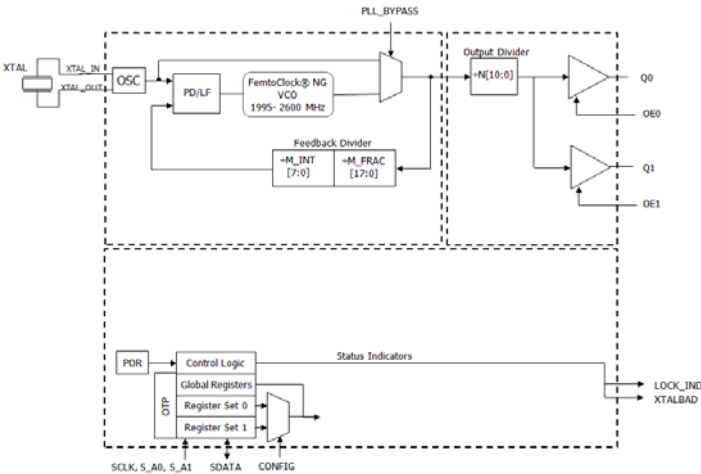 PLL_BYPASS
XTAL
XTAL_IN
XTAL_OUT
OSC
PD/LF
FemtoClock® NG
VCO
1995- 2600 MHz
Output Divider
÷N[10:0]
Q0
OE0
Feedback Divider
÷M_INT
[7:0]
÷M_FRAC
[17:0]
Q1
OE1
POR
Control Logic
Status Indicators
Global Registers
OTP
Register Set 0
Register Set 1
LOCK_IND
XTALBAD
SCLK, S_A0, S_A1
SDATA
CONFIG